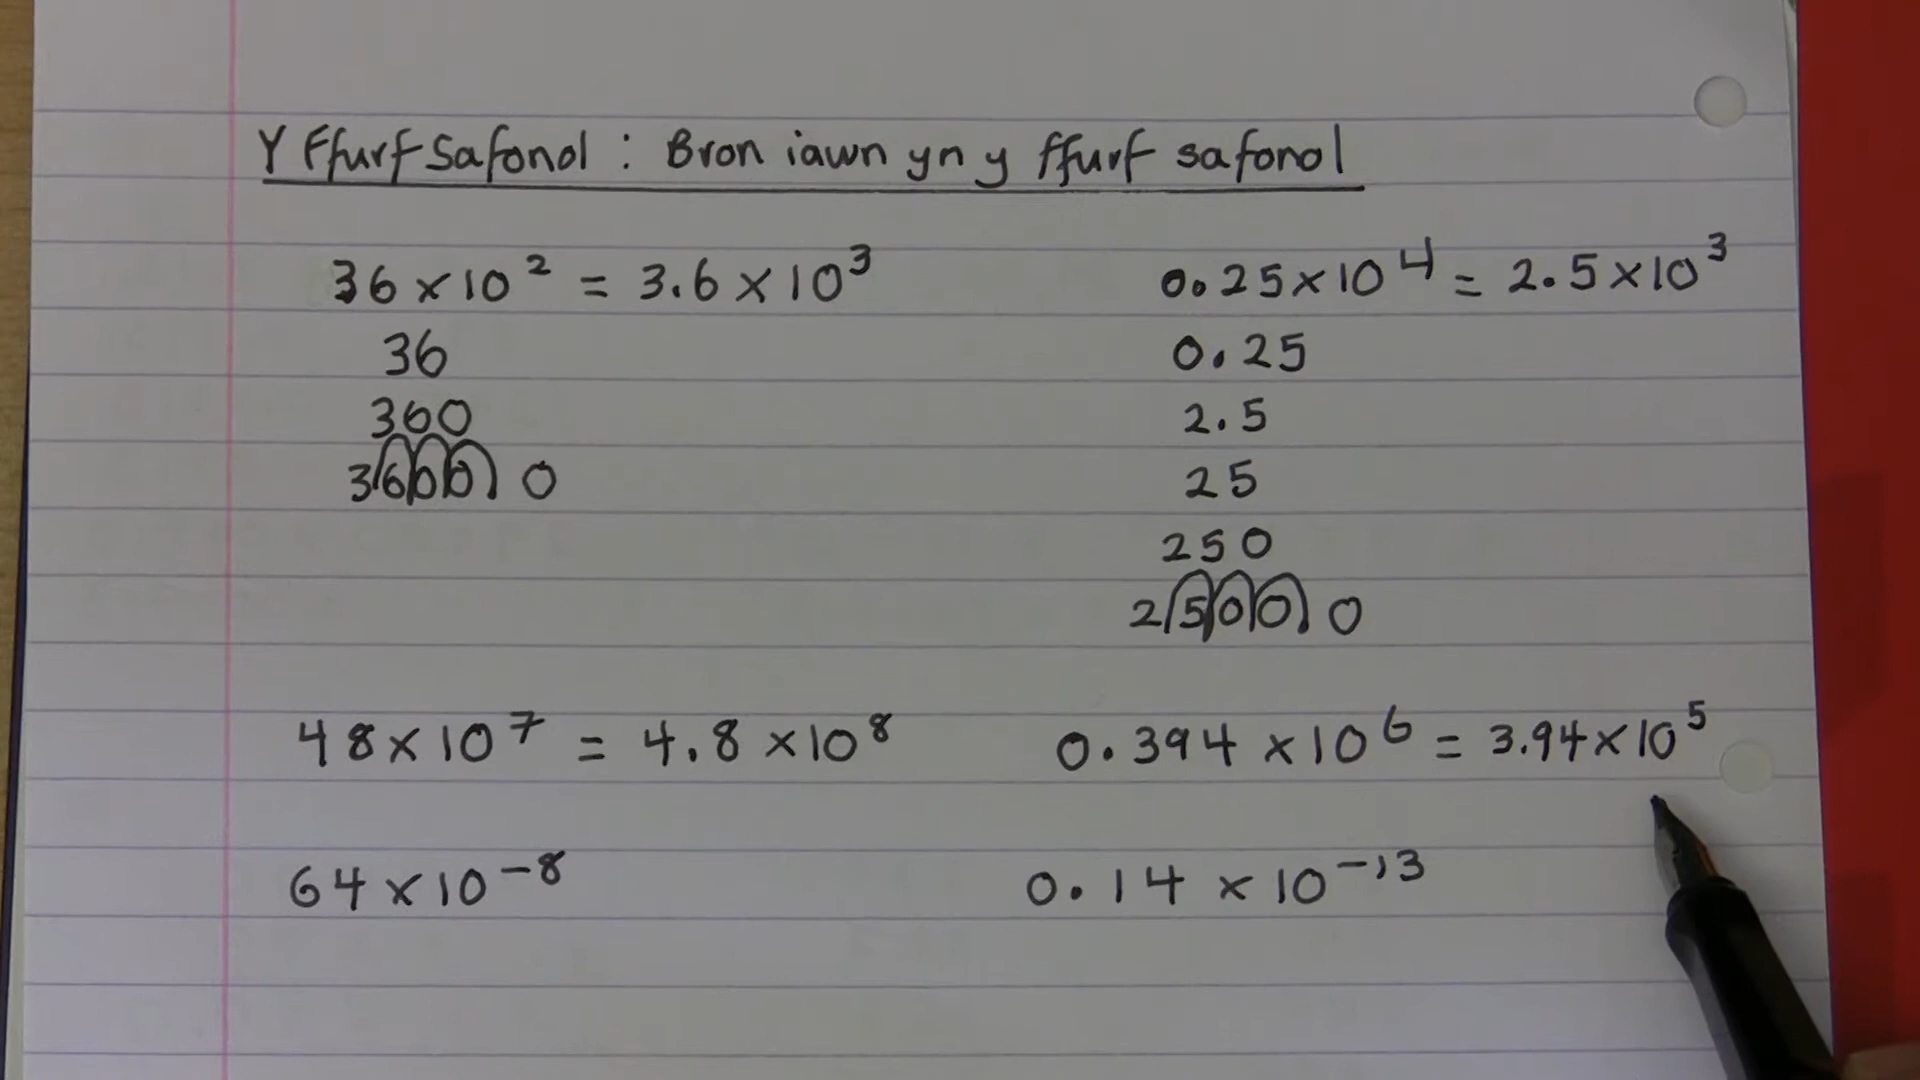 Y Ffurf Safonol : Bron iawn yn y ffurf safonol
36 × 10² = 3.6 × 10³
36
360
3600 0
0.25 × 10⁴ = 2.5 × 10³
0.25
2.5
25
250
2500 0
48 × 10⁷ = 4.8 × 10⁸
0.394 × 10⁶ = 3.94 × 10⁵
64 × 10⁻⁸
0.14 × 10⁻¹³